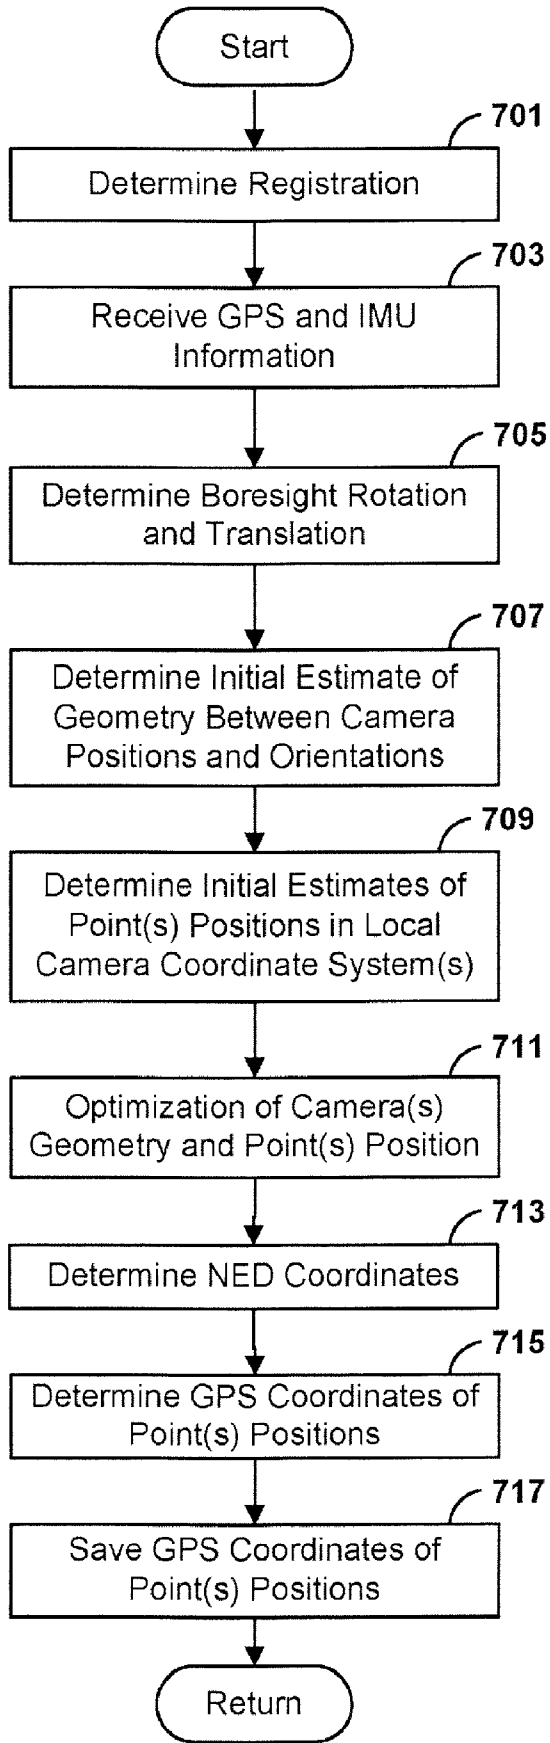 Start
701
Determine Registration
703
Receive GPS and IMU
Information
705
Determine Boresight Rotation
and Translation
707
Determine Initial Estimate of
Geometry Between Camera
Positions and Orientations
709
Determine Initial Estimates of
Point(s) Positions in Local
Camera Coordinate System(s)
711
Optimization of Camera(s)
Geometry and Point(s) Position
713
Determine NED Coordinates
715
Determine GPS Coordinates of
Point(s) Positions
717
Save GPS Coordinates of
Point(s) Positions
Return